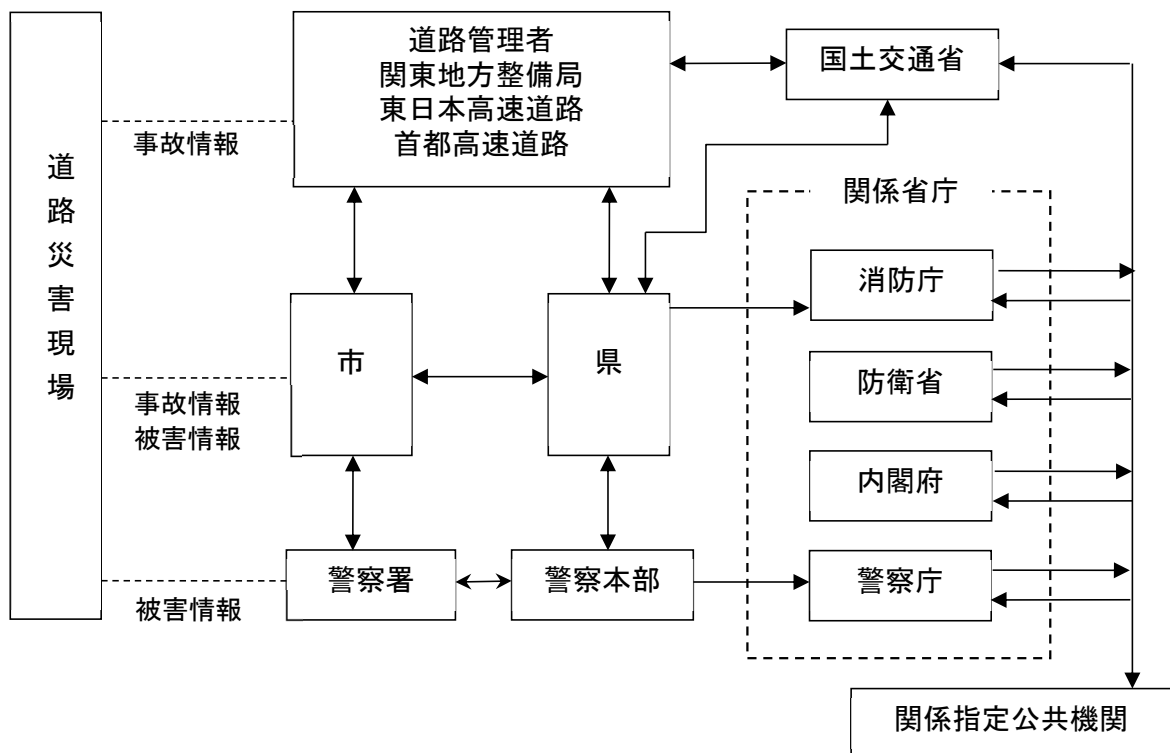 道路管理者
関東地方整備局
東日本高速道路
首都高速道路
国土交通省
事故情報
道路災害現場
関係省庁
消防庁
市
県
防衛省
事故情報
被害情報
内閣府
警察署
警察本部
警察庁
被害情報
関係指定公共機関